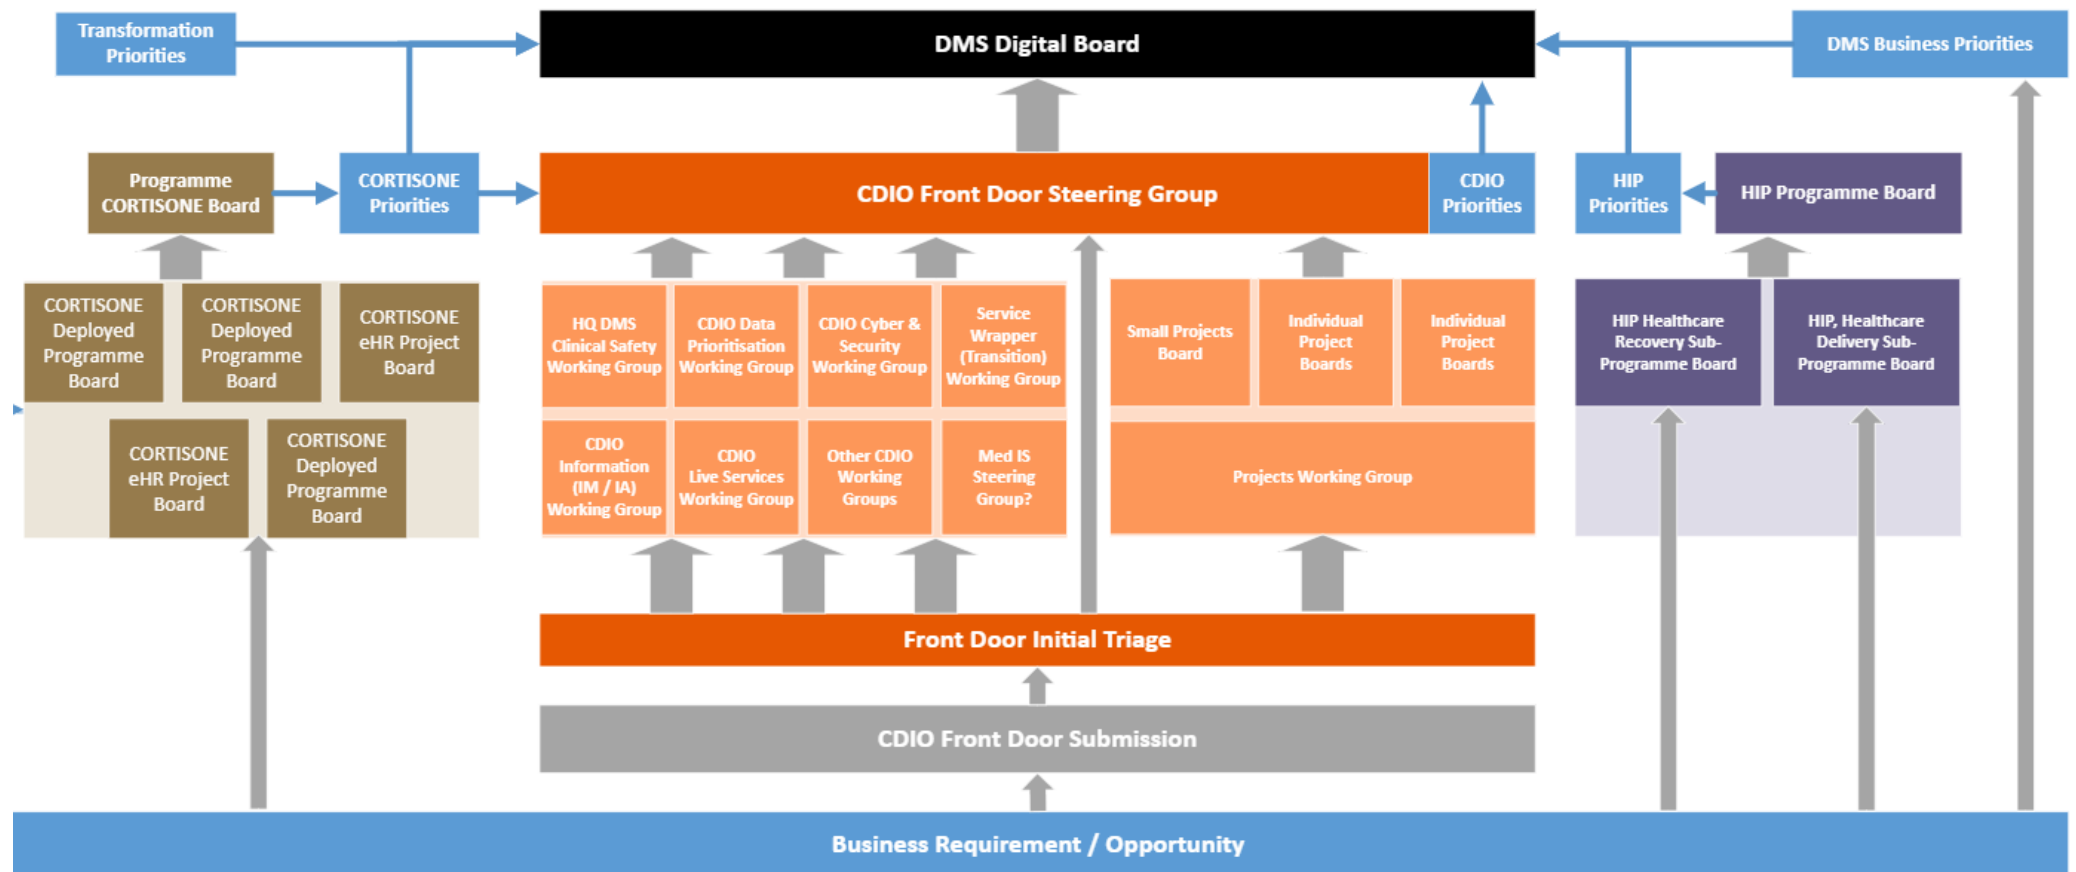 Transformation
Priorities
DMS Digital Board
DMS Business Priorities
Programme
CORTISONE Board
CORTISONE
Priorities
CDIO Front Door Steering Group
CDIO
Priorities
HIP
Priorities
HIP Programme Board
CORTISONE
Deployed
Programme
Board
CORTISONE
Deployed
Programme
Board
CORTISONE
eHR Project
Board
HQ DMS
Clinical Safety
Working Group
CDIO Data
Prioritisation
Working Group
CDIO Cyber &
Security
Working Group
Service
Wrapper
(Transition)
Working Group
Small Projects
Board
Individual
Project
Boards
Individual
Project
Boards
HIP Healthcare
Recovery Sub-
Programme Board
HIP, Healthcare
Delivery Sub-
Programme Board
CORTISONE
eHR Project
Board
CORTISONE
Deployed
Programme
Board
CDIO
Information
(IM / IA)
Working Group
CDIO
Live Services
Working Group
Other CDIO
Working
Groups
Med IS
Steering
Group?
Projects Working Group
Front Door Initial Triage
CDIO Front Door Submission
Business Requirement / Opportunity